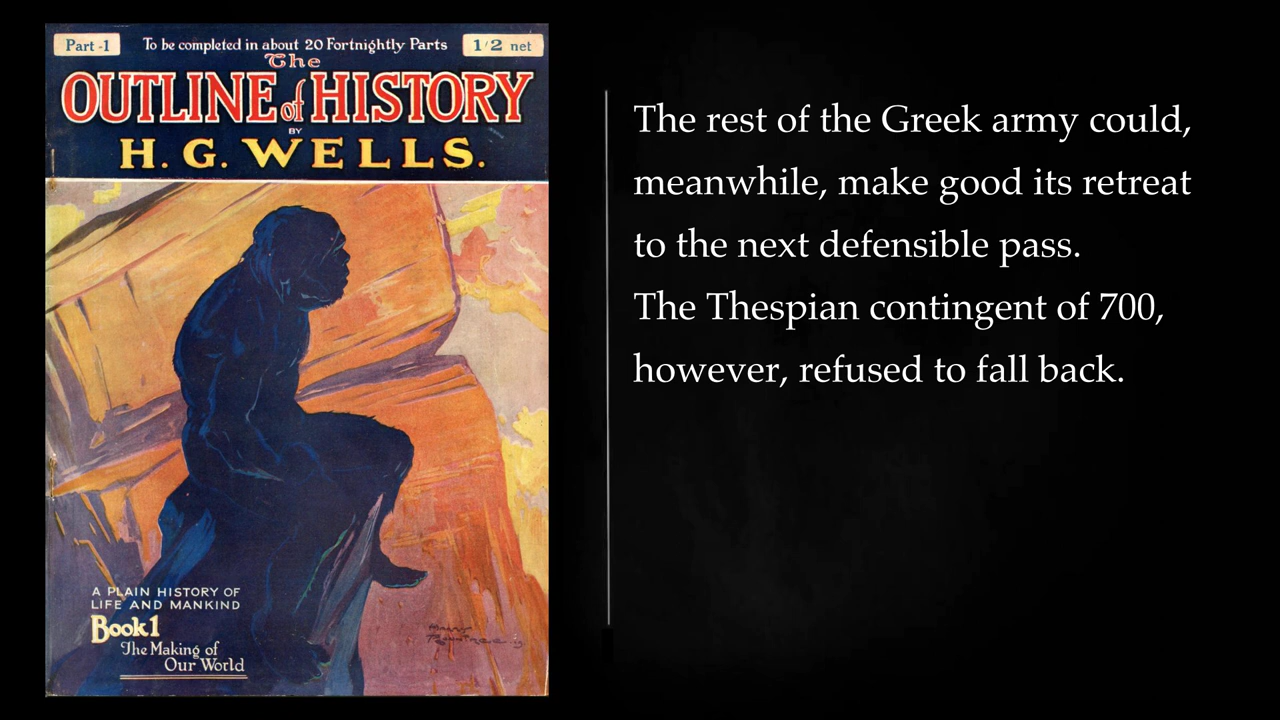 Part -1
To be completed in about 20 Fortnightly Parts
1/2 net
The
OUTLINE of HISTORY
BY
H. G. WELLS.
A PLAIN HISTORY OF
LIFE AND MANKIND
Book 1
The Making of
Our World
The rest of the Greek army could,
meanwhile, make good its retreat
to the next defensible pass.
The Thespian contingent of 700,
however, refused to fall back.